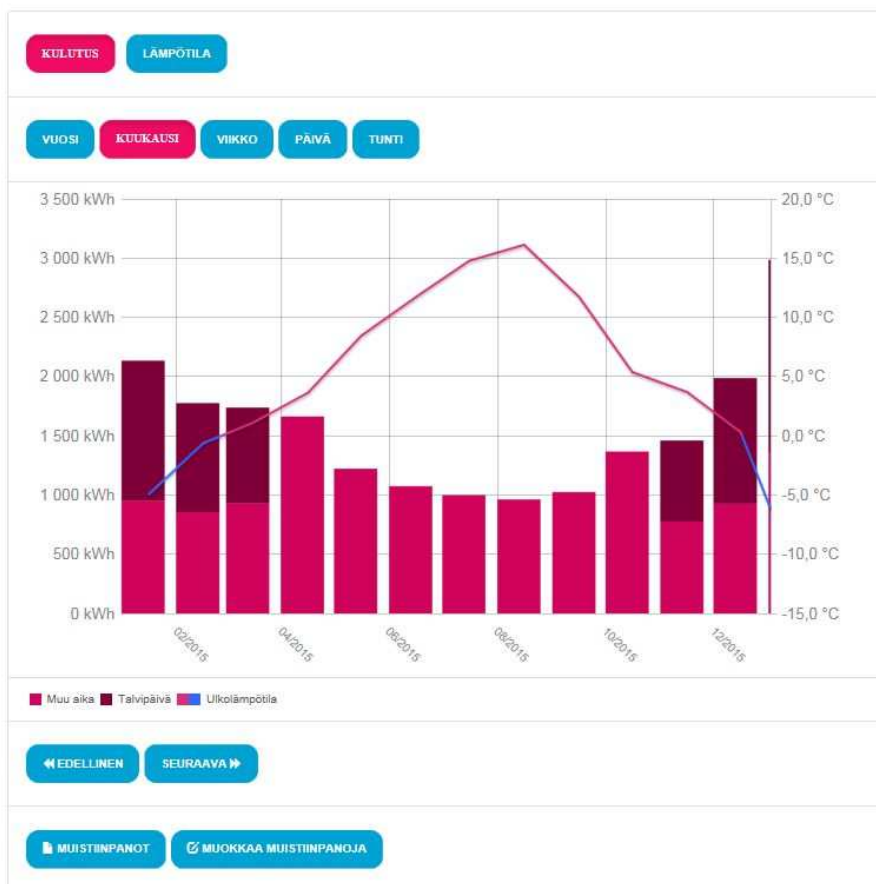 KULUTUS LÄMPÖTILA
VUOSI KUUKAUSI VIIKKO PÄIVÄ TUNTI
3 500 kWh 20,0 °C
3 000 kWh 15,0 °C
2 500 kWh 10,0 °C
2 000 kWh 5,0 °C
1 500 kWh 0,0 °C
1 000 kWh -5,0 °C
500 kWh -10,0 °C
0 kWh -15,0 °C
02/2015 04/2015 06/2015 08/2015 10/2015 12/2015
Muu aika Talvipäivä Ulkolämpötila
EDELLINEN SEURAAVA
MUISTIINPANOT MUOKKAA MUISTIINPANOJA